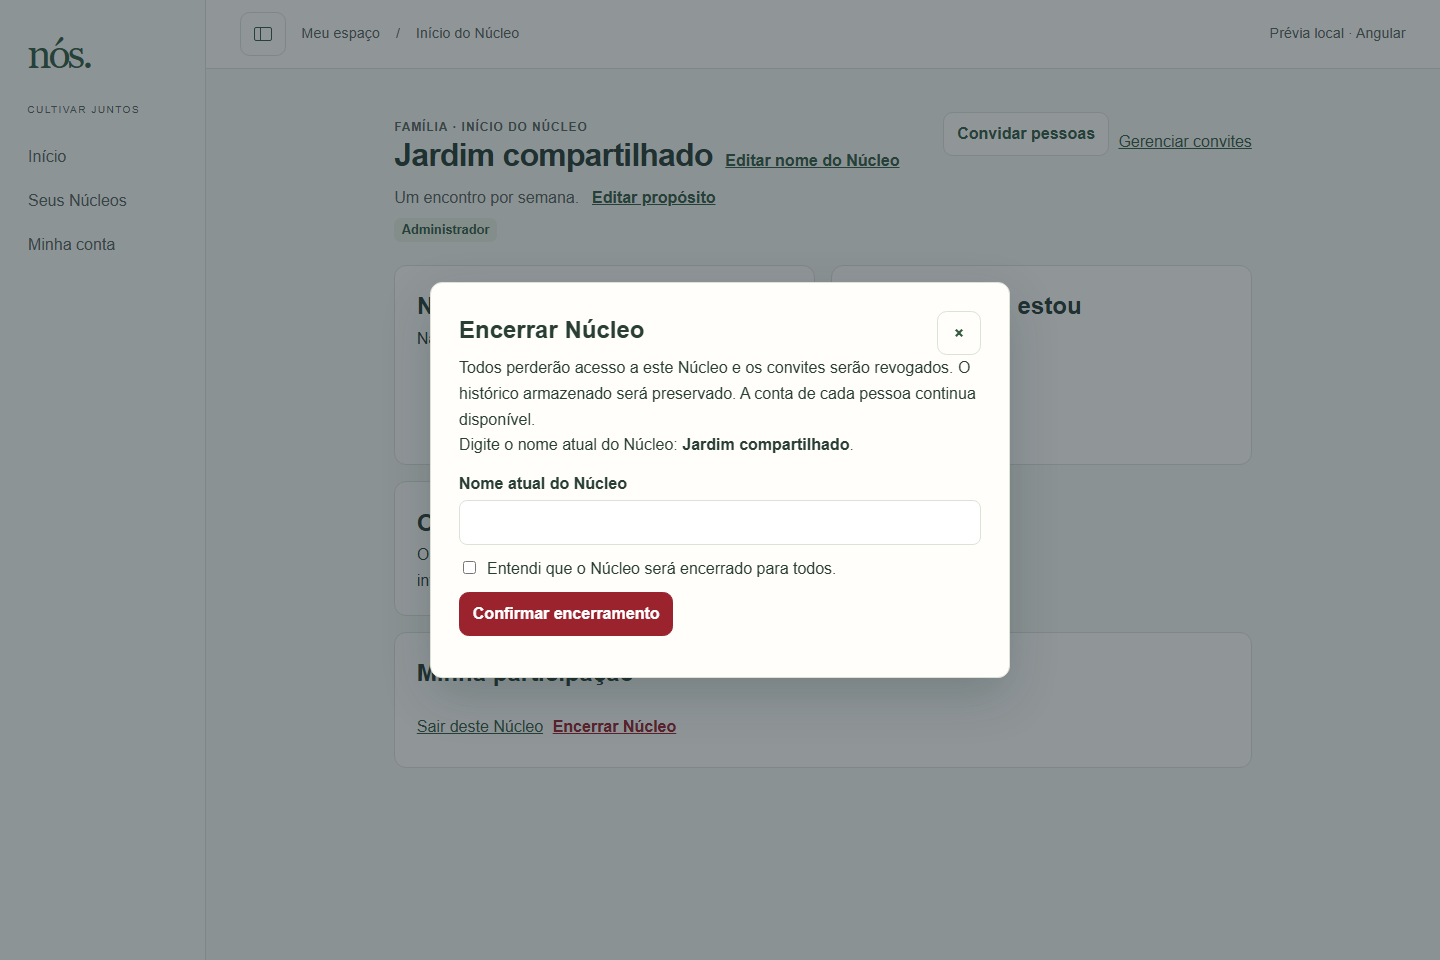 nós.
CULTIVAR JUNTOS
Início
Seus Núcleos
Minha conta
Meu espaço / Início do Núcleo
Prévia local · Angular
FAMÍLIA · INÍCIO DO NÚCLEO
Jardim compartilhado Editar nome do Núcleo
Convidar pessoas Gerenciar convites
Um encontro por semana. Editar propósito
Administrador
estou
Encerrar Núcleo
×
Todos perderão acesso a este Núcleo e os convites serão revogados. O
histórico armazenado será preservado. A conta de cada pessoa continua
disponível.
Digite o nome atual do Núcleo: Jardim compartilhado.
Nome atual do Núcleo
Entendi que o Núcleo será encerrado para todos.
Confirmar encerramento
Minha participação
Sair deste Núcleo Encerrar Núcleo